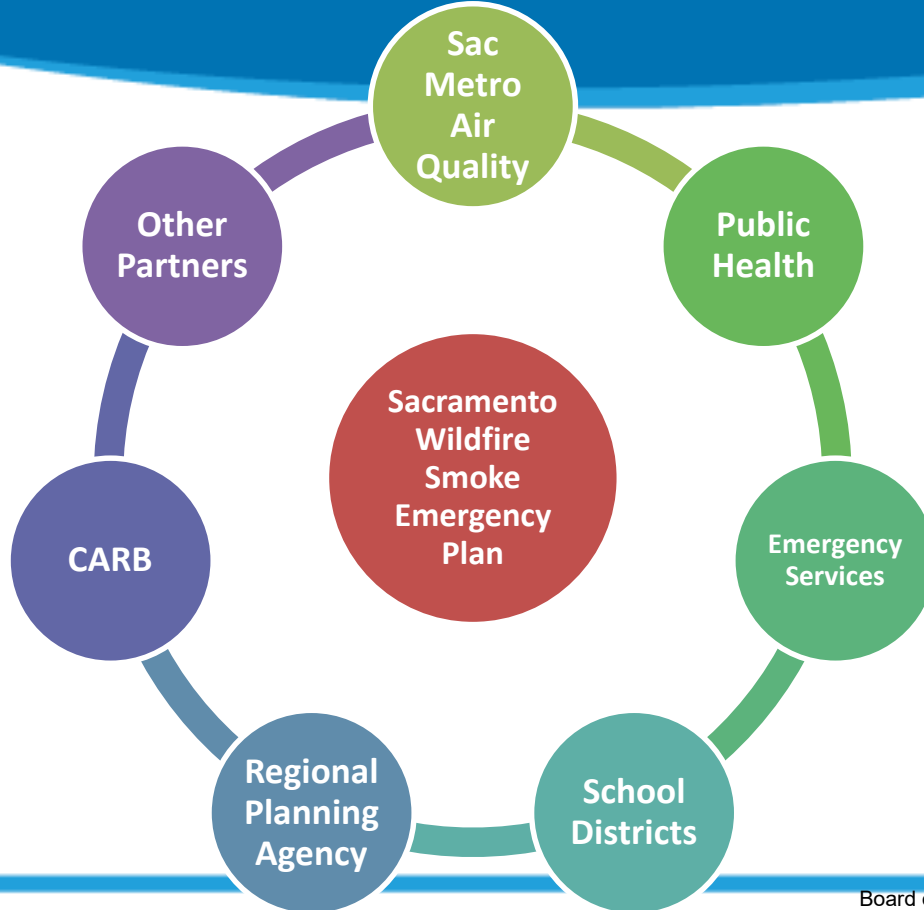 Sac
Metro
Air
Quality
Public
Health
Emergency
Services
School
Districts
Regional
Planning
Agency
CARB
Other
Partners
Sacramento
Wildfire
Smoke
Emergency
Plan
Board